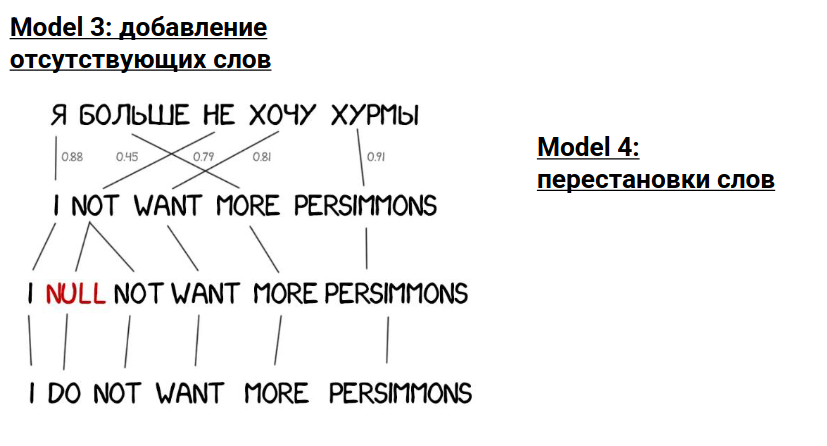 Model 3: добавление
отсутствующих слов
Я БОЛЬШЕ НЕ ХОЧУ ХУРМЫ
0.88 0.45 0.79 0.81 0.91
I NOT WANT MORE PERSIMMONS
I NULL NOT WANT MORE PERSIMMONS
I DO NOT WANT MORE PERSIMMONS
Model 4:
перестановки слов